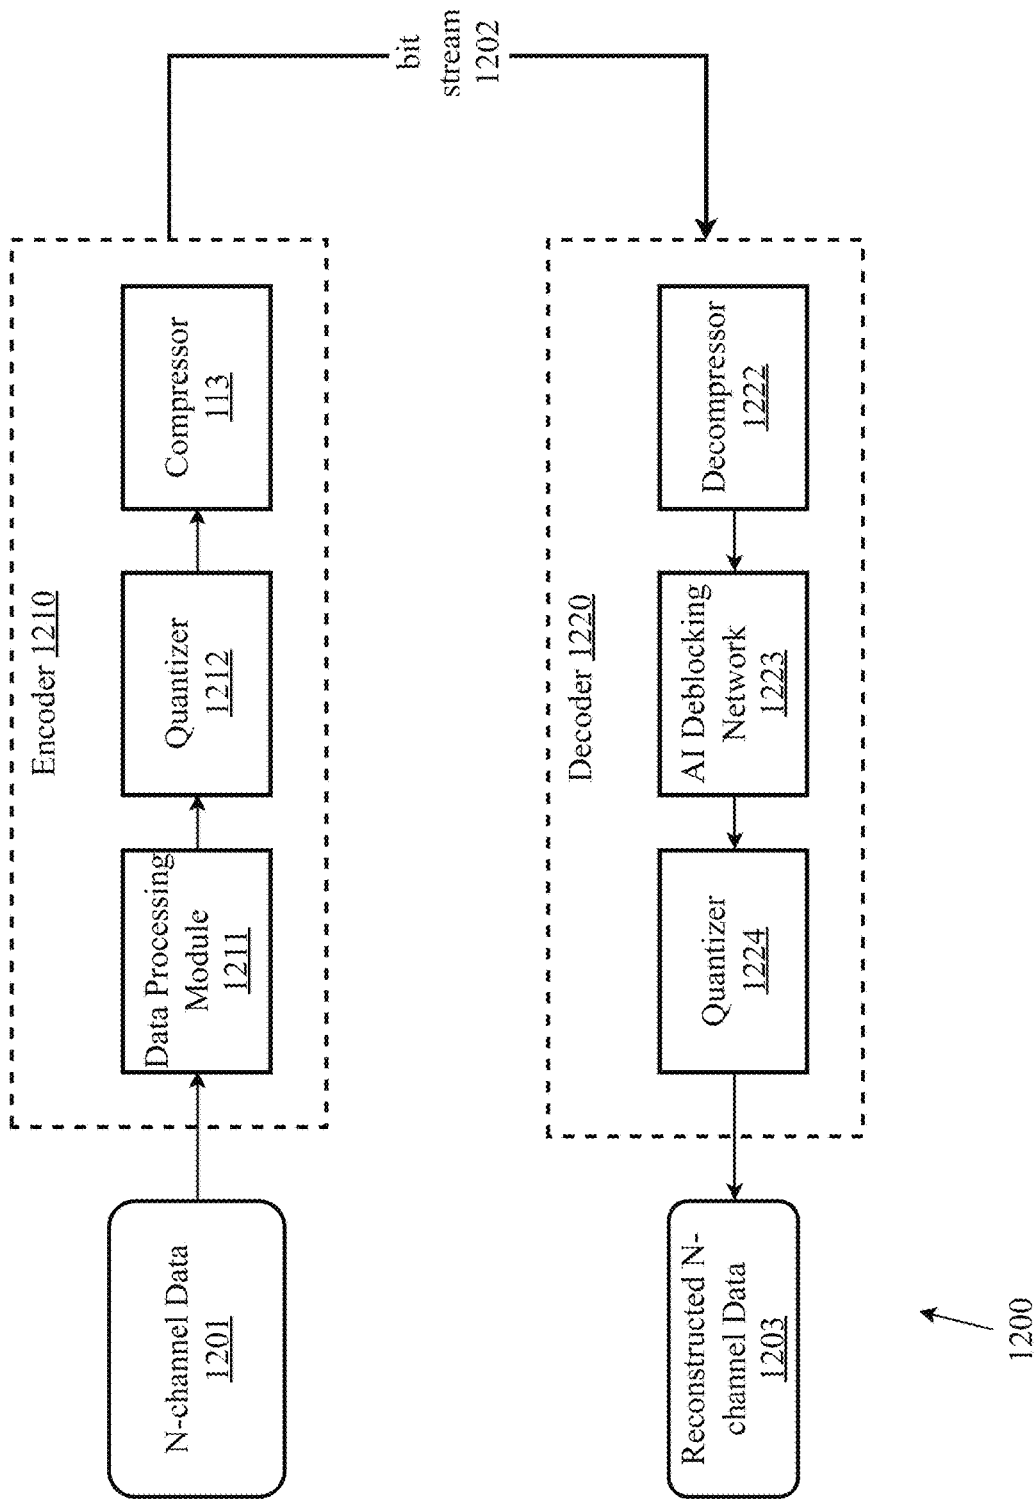 Encoder 1210
N-channel Data
1201
Data Processing
Module
1211
Quantizer
1212
Compressor
113
bit
stream
1202
Decoder 1220
Reconstructed N-
channel Data
1203
Quantizer
1224
AI Deblocking
Network
1223
Decompressor
1222
1200